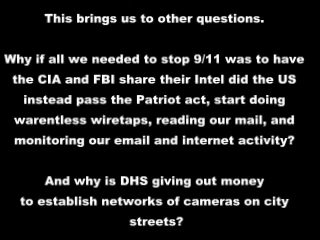 This brings us to other questions.
Why if all we needed to stop 9/11 was to have
the CIA and FBI share their Intel did the US
instead pass the Patriot act, start doing
warentless wiretaps, reading our mail, and
monitoring our email and internet activity?
And why is DHS giving out money
to establish networks of cameras on city
streets?